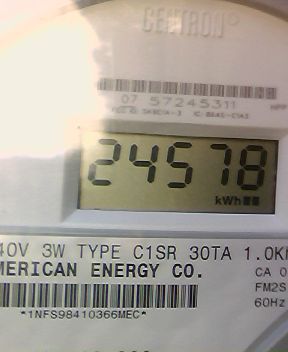 CENTRON®
07 57245311
24578
kWh
40V 3W TYPE C1SR 30TA 1.0K
MERICAN ENERGY CO.
CA 0
FM2S
60Hz
*1NFS98410366MEC*